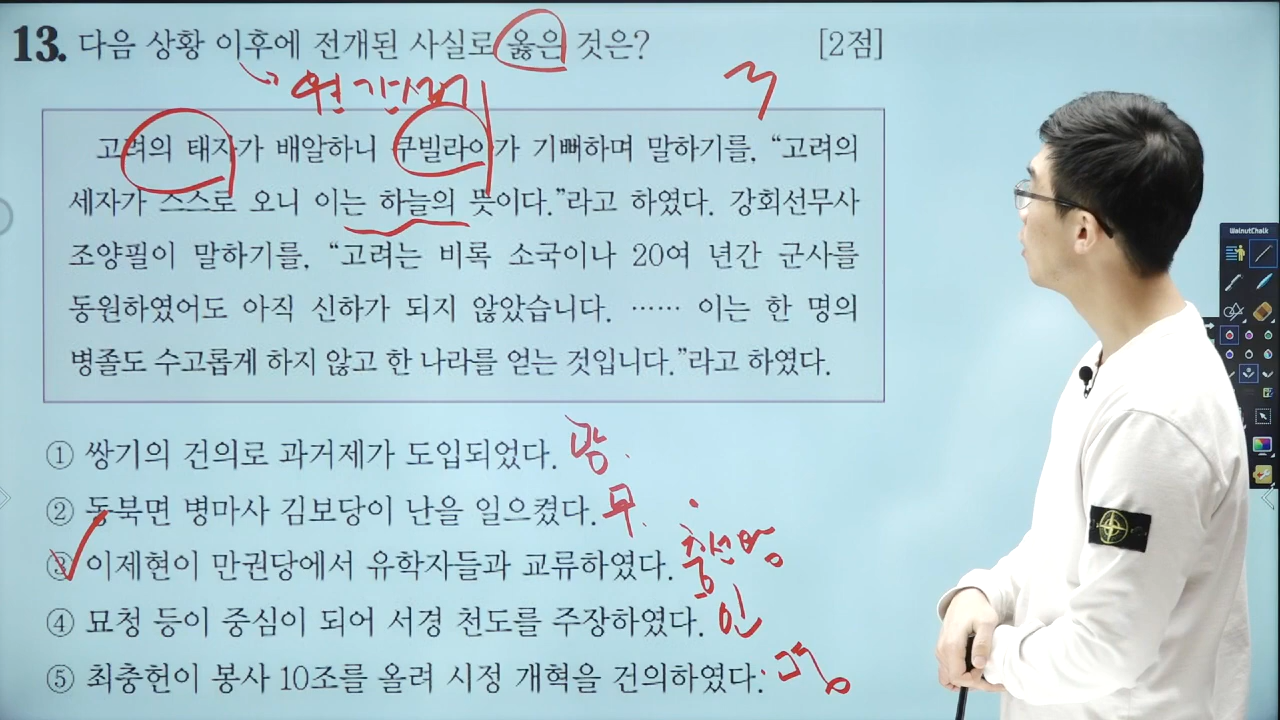 13. 다음 상황 이후에 전개된 사실로 옳은 것은? [2점]
원 간섭기
3
고려의 태자가 배알하니 쿠빌라이가 기뻐하며 말하기를, “고려의
세자가 스스로 오니 이는 하늘의 뜻이다.”라고 하였다. 강회선무사
조양필이 말하기를, “고려는 비록 소국이나 20여 년간 군사를
동원하였어도 아직 신하가 되지 않았습니다. …… 이는 한 명의
병졸도 수고롭게 하지 않고 한 나라를 얻는 것입니다.”라고 하였다.
① 쌍기의 건의로 과거제가 도입되었다. 광.
② 동북면 병마사 김보당이 난을 일으켰다. 무.
③ 이제현이 만권당에서 유학자들과 교류하였다. 충선왕
④ 묘청 등이 중심이 되어 서경 천도를 주장하였다. 인
⑤ 최충헌이 봉사 10조를 올려 시정 개혁을 건의하였다.
WalnutChalk